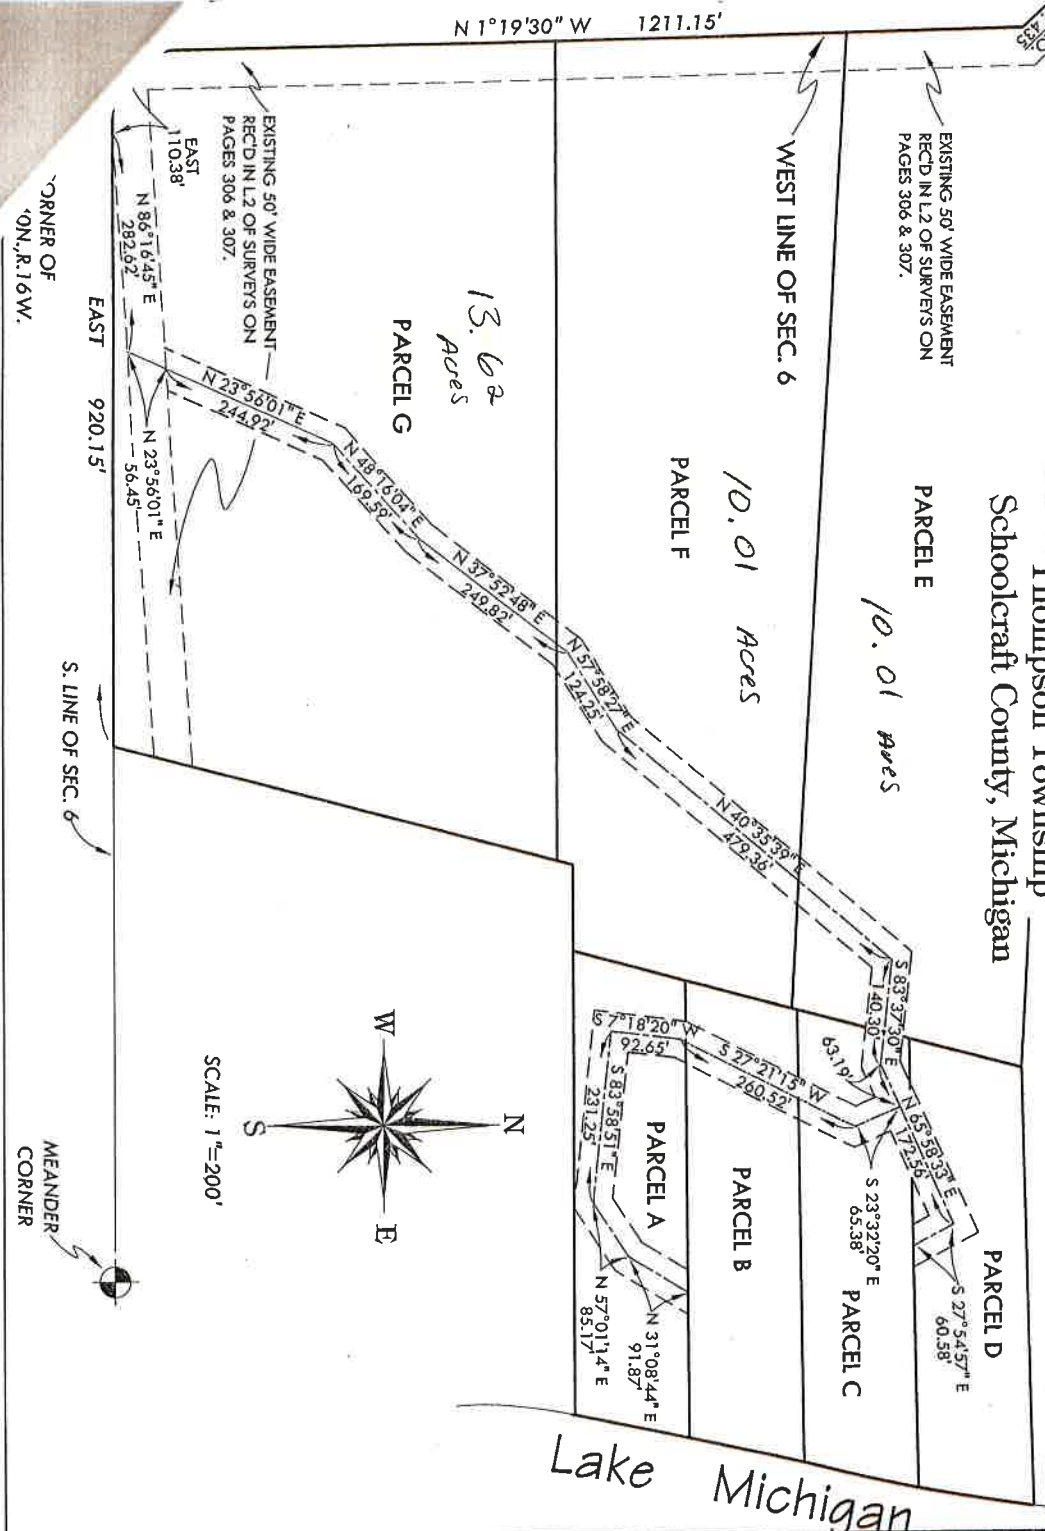 Schoolcraft County, Michigan
N 1°19'30" W 1211.15'
EXISTING 50' WIDE EASEMENT
REC'D IN L.2 OF SURVEYS ON
PAGES 306 & 307.
WEST LINE OF SEC. 6
PARCEL E
10.01 Acres
PARCEL F
10.01 Acres
PARCEL G
13.62
Acres
EXISTING 50' WIDE EASEMENT
REC'D IN L.2 OF SURVEYS ON
PAGES 306 & 307.
EAST
110.38'
N 86°16'45" E
282.62'
N 23°56'01" E
56.45'
N 23°56'01" E
244.92'
N 48°16'04" E
169.59'
N 37°52'48" E
249.82'
N 57°58'27" E
124.25'
N 40°35'39" E
479.36'
S 83°37'30" E
140.30'
63.19'
N 65°58'33" E
172.56'
S 27°54'57" E
60.58'
S 23°32'20" E
65.38'
S 27°21'15" W
260.52'
S 7°18'20" W
92.65'
S 83°58'51" E
231.25'
N 57°01'14" E
85.17'
N 31°08'44" E
91.87'
PARCEL D
PARCEL C
PARCEL B
PARCEL A
Lake Michigan
N
W
E
S
SCALE: 1"=200'
EAST 920.15'
S. LINE OF SEC. 6
MEANDER
CORNER
ORNER OF
ON.,R.16W.